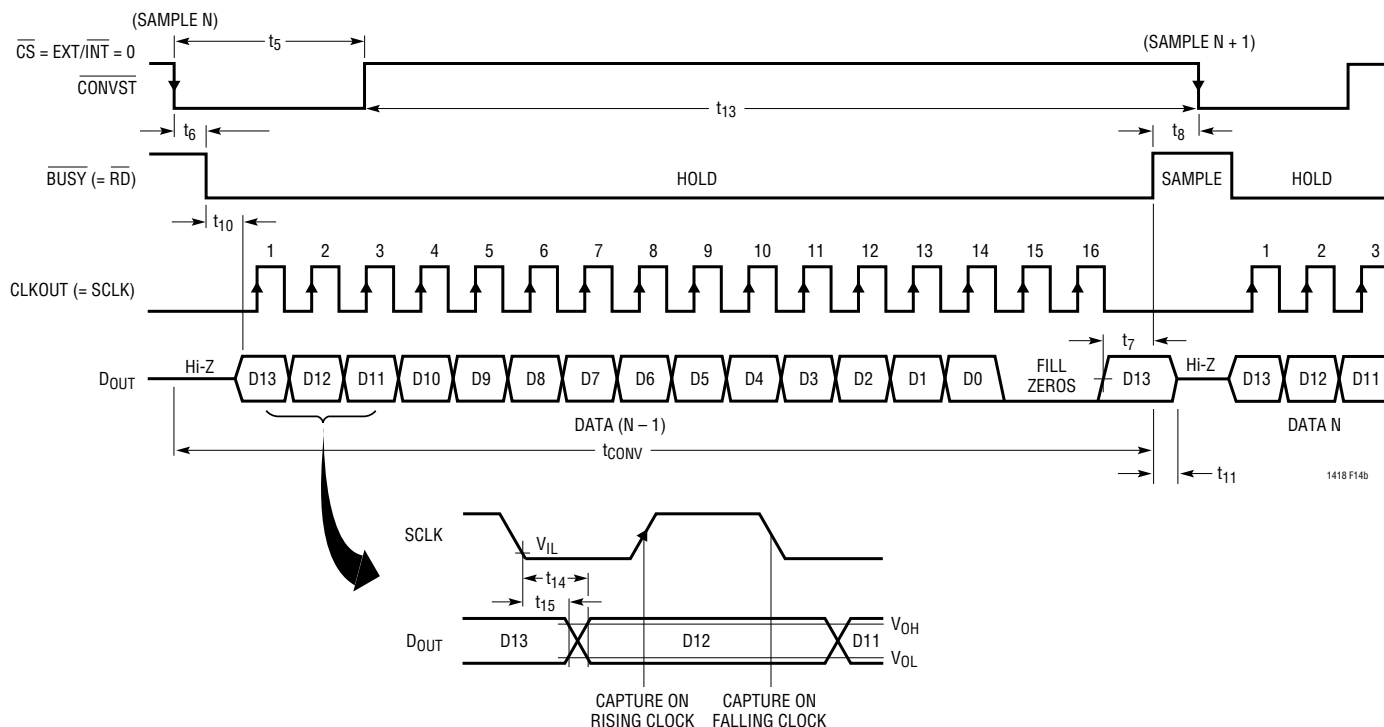 (SAMPLE N)
(SAMPLE N + 1)
CS = EXT/INT = 0
t5
CONVST
t13
t6
t8
BUSY (= RD)
HOLD
SAMPLE
HOLD
t10
1 2 3 4 5 6 7 8 9 10 11 12 13 14 15 16 1 2 3
CLKOUT (= SCLK)
t7
Hi-Z
FILL
ZEROS
Hi-Z
DOUT
D13 D12 D11 D10 D9 D8 D7 D6 D5 D4 D3 D2 D1 D0 D13 D13 D12 D11
DATA (N – 1)
DATA N
tCONV
t11
1418 F14b
SCLK
VIL
t14
t15
VOH
DOUT
D13 D12 D11
VOL
CAPTURE ON
RISING CLOCK
CAPTURE ON
FALLING CLOCK